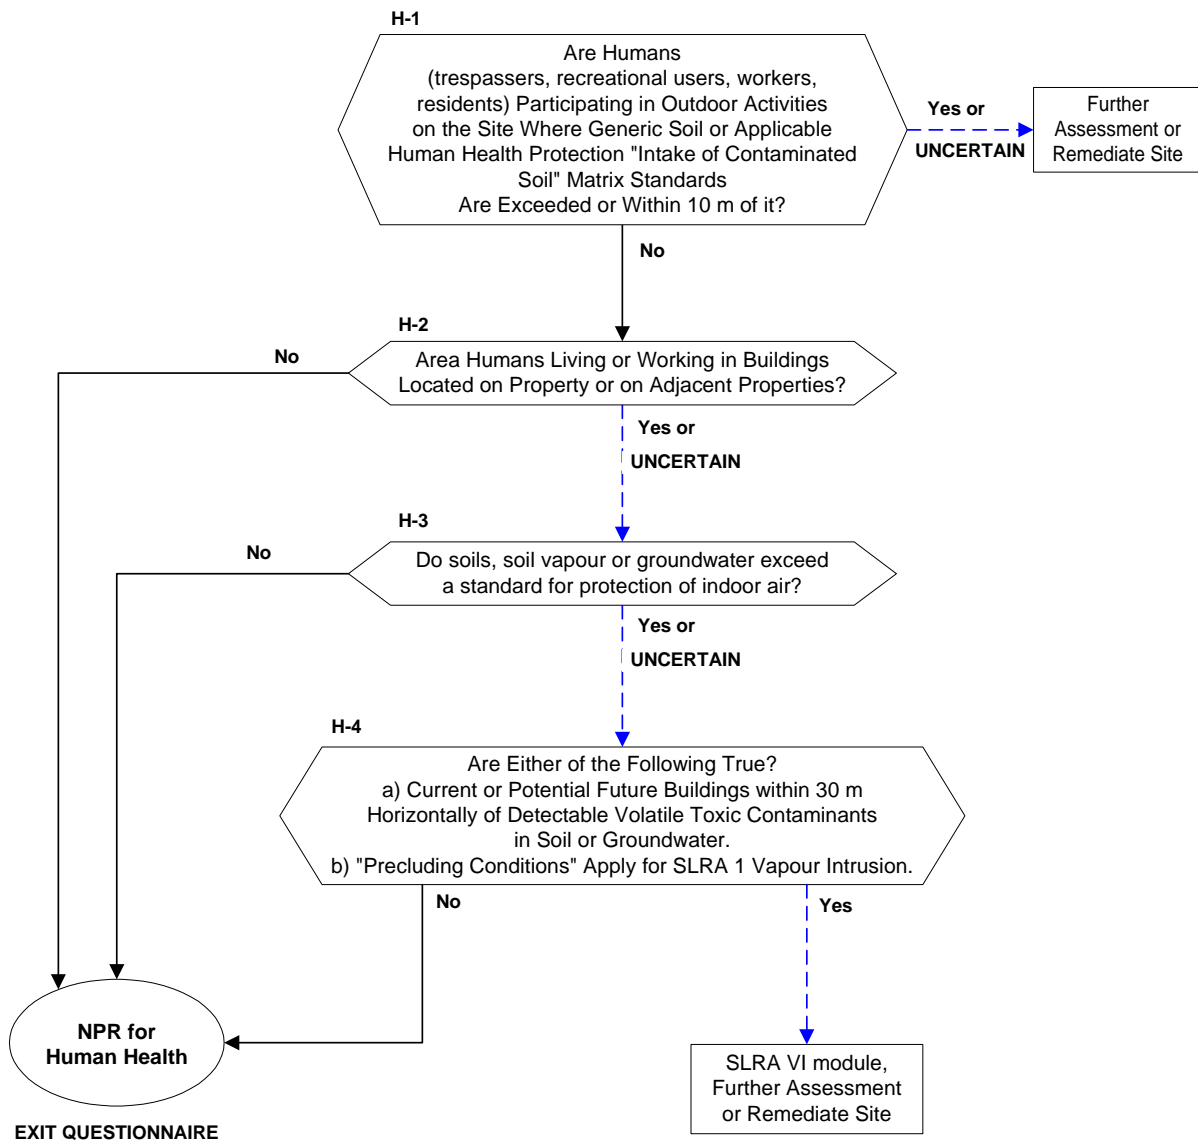 H-1
Are Humans
(trespassers, recreational users, workers,
residents) Participating in Outdoor Activities
on the Site Where Generic Soil or Applicable
Human Health Protection "Intake of Contaminated
Soil" Matrix Standards
Are Exceeded or Within 10 m of it?
Yes or
UNCERTAIN
Further
Assessment or
Remediate Site
No
H-2
No
Area Humans Living or Working in Buildings
Located on Property or on Adjacent Properties?
Yes or
UNCERTAIN
H-3
No
Do soils, soil vapour or groundwater exceed
a standard for protection of indoor air?
Yes or
UNCERTAIN
H-4
Are Either of the Following True?
a) Current or Potential Future Buildings within 30 m
Horizontally of Detectable Volatile Toxic Contaminants
in Soil or Groundwater.
b) "Precluding Conditions" Apply for SLRA 1 Vapour Intrusion.
No
Yes
NPR for
Human Health
EXIT QUESTIONNAIRE
SLRA VI module,
Further Assessment
or Remediate Site